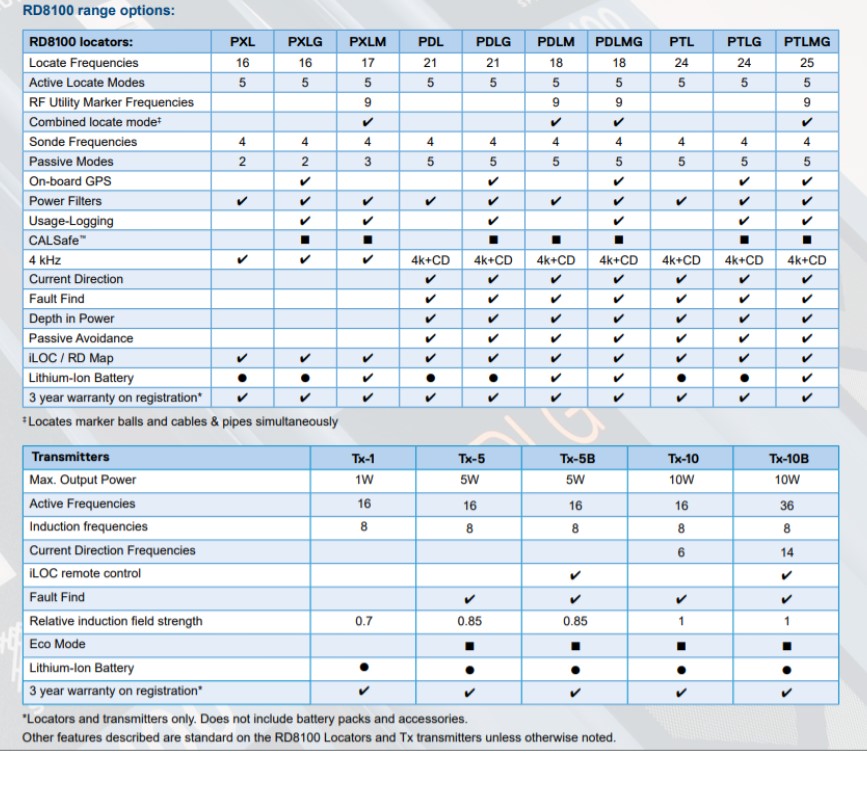 RD8100 range options:
RD8100 locators: PXL PXLG PXLM PDL PDLG PDLM PDLMG PTL PTLG PTLMG
Locate Frequencies 16 16 17 21 21 18 18 24 24 25
Active Locate Modes 5 5 5 5 5 5 5 5 5 5
RF Utility Marker Frequencies 9 9 9 9
Combined locate mode‡ ✔ ✔ ✔ ✔
Sonde Frequencies 4 4 4 4 4 4 4 4 4 4
Passive Modes 2 2 3 5 5 5 5 5 5 5
On-board GPS ✔ ✔ ✔ ✔ ✔
Power Filters ✔ ✔ ✔ ✔ ✔ ✔ ✔ ✔ ✔ ✔
Usage-Logging ✔ ✔ ✔ ✔ ✔ ✔
CALSafe™ ■ ■ ■ ■ ■ ■ ■
4 kHz ✔ ✔ ✔ 4k+CD 4k+CD 4k+CD 4k+CD 4k+CD 4k+CD 4k+CD
Current Direction ✔ ✔ ✔ ✔ ✔ ✔ ✔
Fault Find ✔ ✔ ✔ ✔ ✔ ✔ ✔
Depth in Power ✔ ✔ ✔ ✔ ✔ ✔ ✔
Passive Avoidance ✔ ✔ ✔ ✔ ✔ ✔ ✔
iLOC / RD Map ✔ ✔ ✔ ✔ ✔ ✔ ✔ ✔ ✔ ✔
Lithium-Ion Battery ● ● ✔ ● ● ✔ ✔ ● ● ✔
3 year warranty on registration* ✔ ✔ ✔ ✔ ✔ ✔ ✔ ✔ ✔ ✔
‡Locates marker balls and cables & pipes simultaneously
Transmitters Tx-1 Tx-5 Tx-5B Tx-10 Tx-10B
Max. Output Power 1W 5W 5W 10W 10W
Active Frequencies 16 16 16 16 36
Induction frequencies 8 8 8 8 8
Current Direction Frequencies 6 14
iLOC remote control ✔ ✔
Fault Find ✔ ✔ ✔ ✔
Relative induction field strength 0.7 0.85 0.85 1 1
Eco Mode ■ ■ ■ ■
Lithium-Ion Battery ● ● ● ● ●
3 year warranty on registration* ✔ ✔ ✔ ✔ ✔
*Locators and transmitters only. Does not include battery packs and accessories.
Other features described are standard on the RD8100 Locators and Tx transmitters unless otherwise noted.